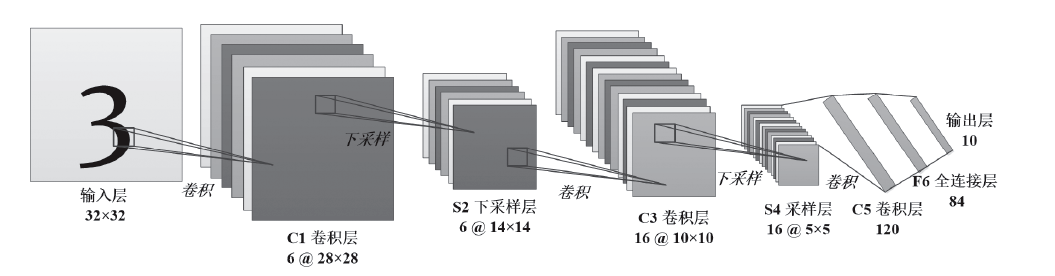 3
输入层
32×32
卷积
C1 卷积层
6 @ 28×28
下采样
S2 下采样层
6 @ 14×14
卷积
C3 卷积层
16 @ 10×10
下采样
S4 采样层
16 @ 5×5
卷积
C5 卷积层
120
F6 全连接层
84
输出层
10